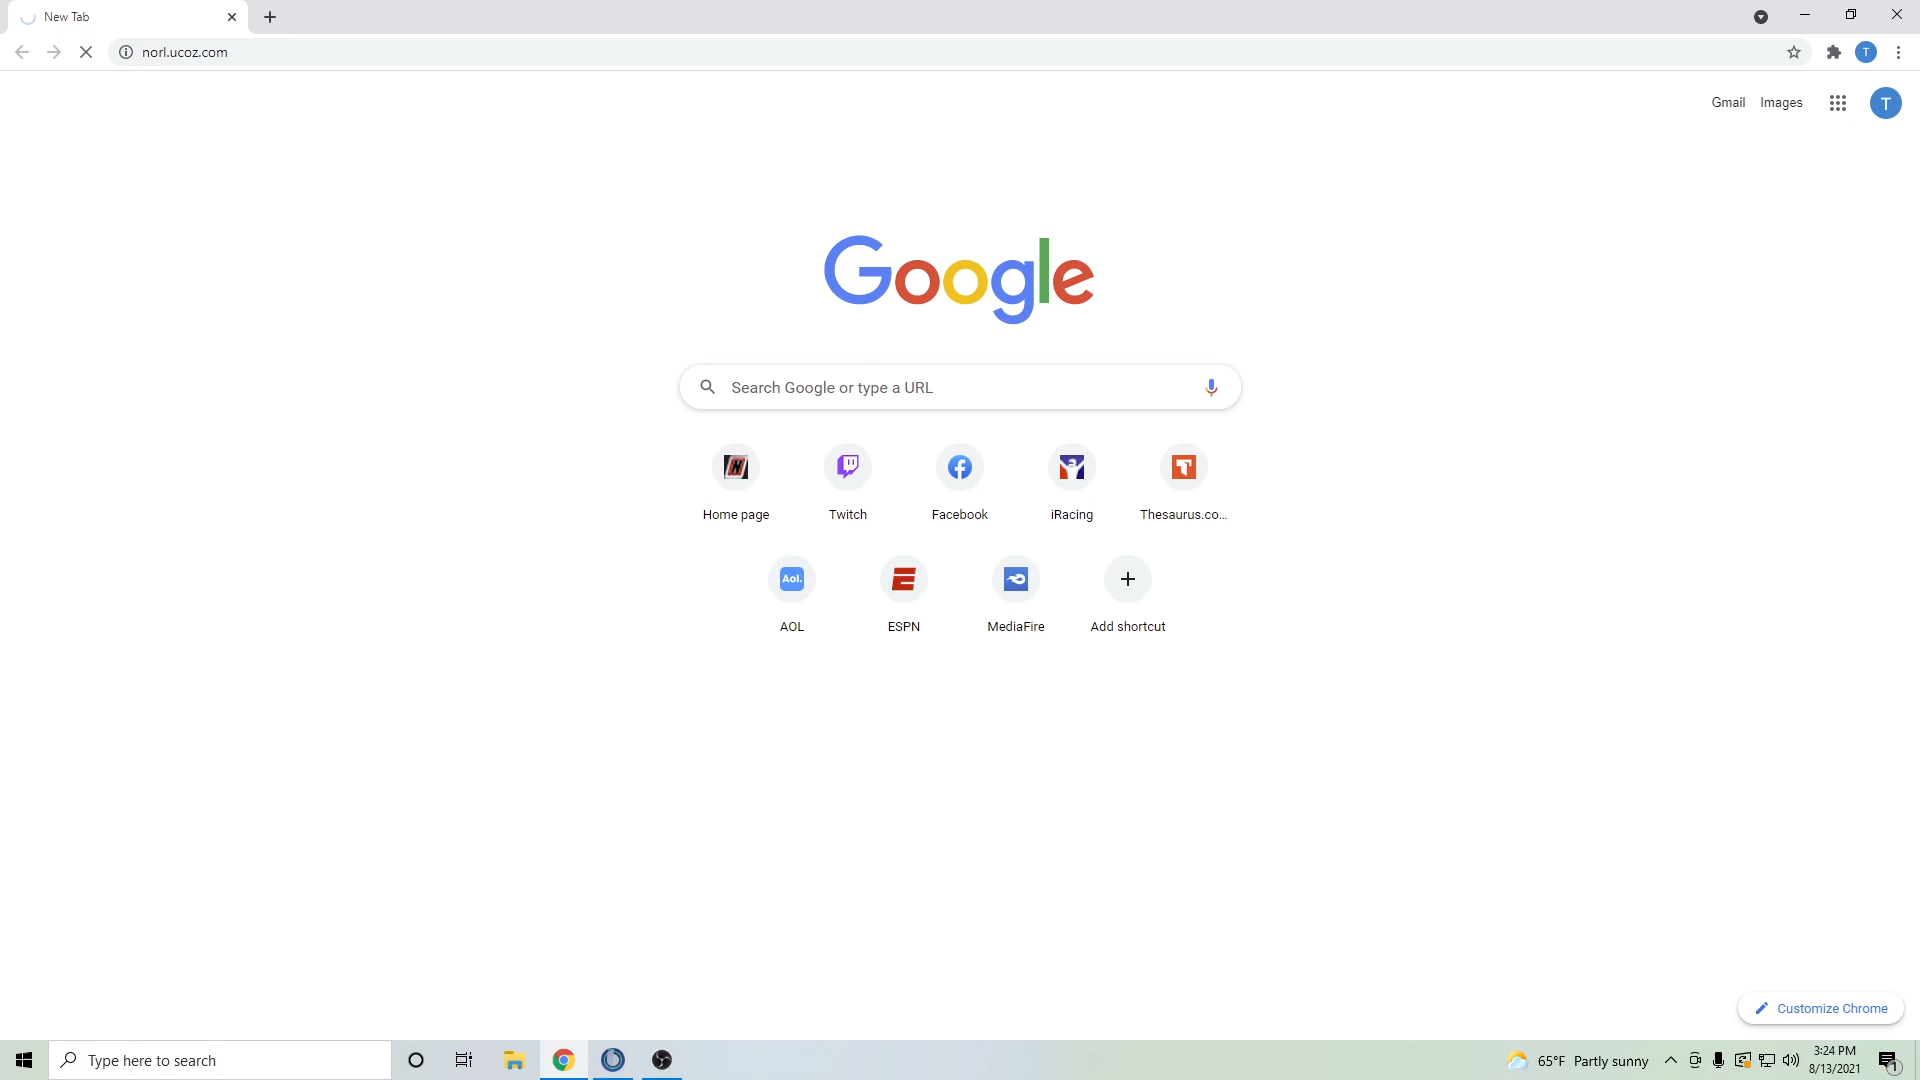 New Tab
norl.ucoz.com
Gmail Images
T
Google
Search Google or type a URL
Home page
Twitch
Facebook
iRacing
Thesaurus.co...
Aol.
AOL
ESPN
MediaFire
Add shortcut
Customize Chrome
Type here to search
65°F Partly sunny
3:24 PM
8/13/2021
1